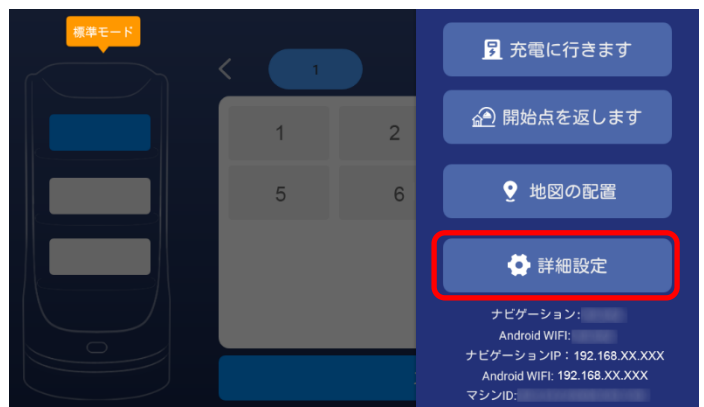 標準モード
1
1
2
5
6
充電に行きます
開始点を返します
地図の配置
詳細設定
ナビゲーション:
Android WIFI:
ナビゲーションIP：192.168.XX.XXX
Android WIFI: 192.168.XX.XXX
マシンID: